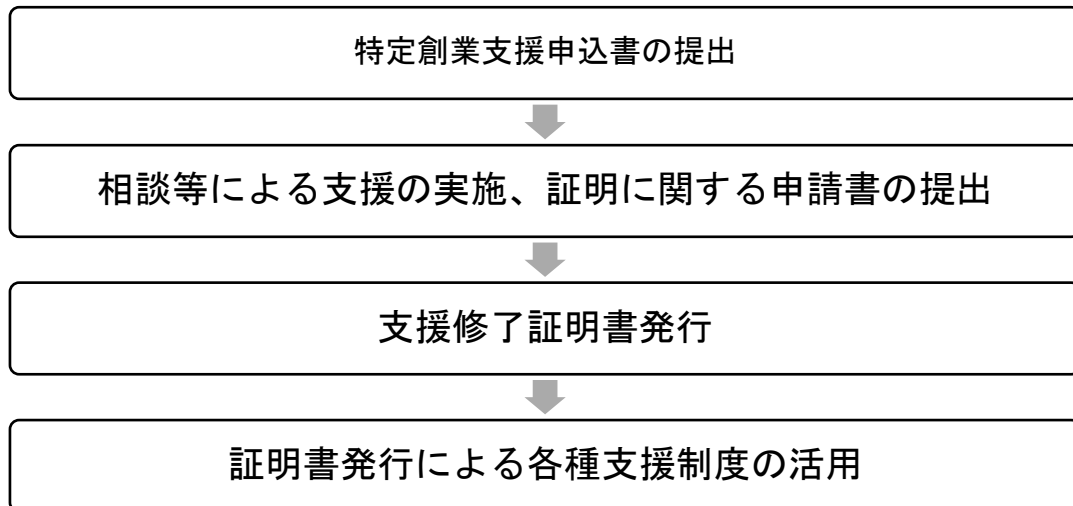 特定創業支援申込書の提出
相談等による支援の実施、証明に関する申請書の提出
支援修了証明書発行
証明書発行による各種支援制度の活用